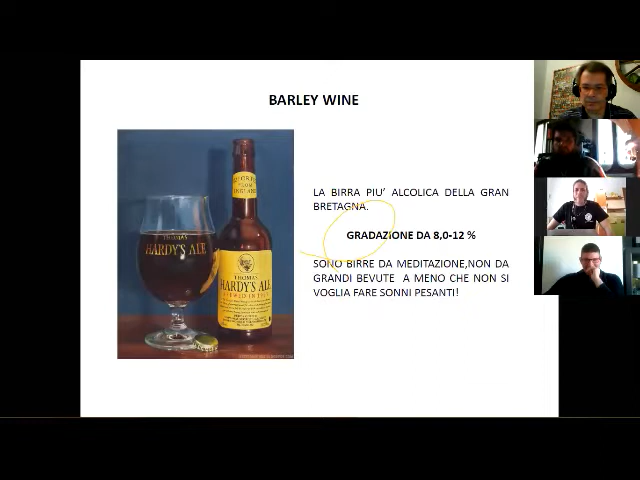 BARLEY WINE
LA BIRRA PIU' ALCOLICA DELLA GRAN
BRETAGNA.
GRADAZIONE DA 8,0-12 %
SONO BIRRE DA MEDITAZIONE,NON DA
GRANDI BEVUTE A MENO CHE NON SI
VOGLIA FARE SONNI PESANTI!
THOMAS
HARDY'S ALE
THOMAS
HARDY'S ALE